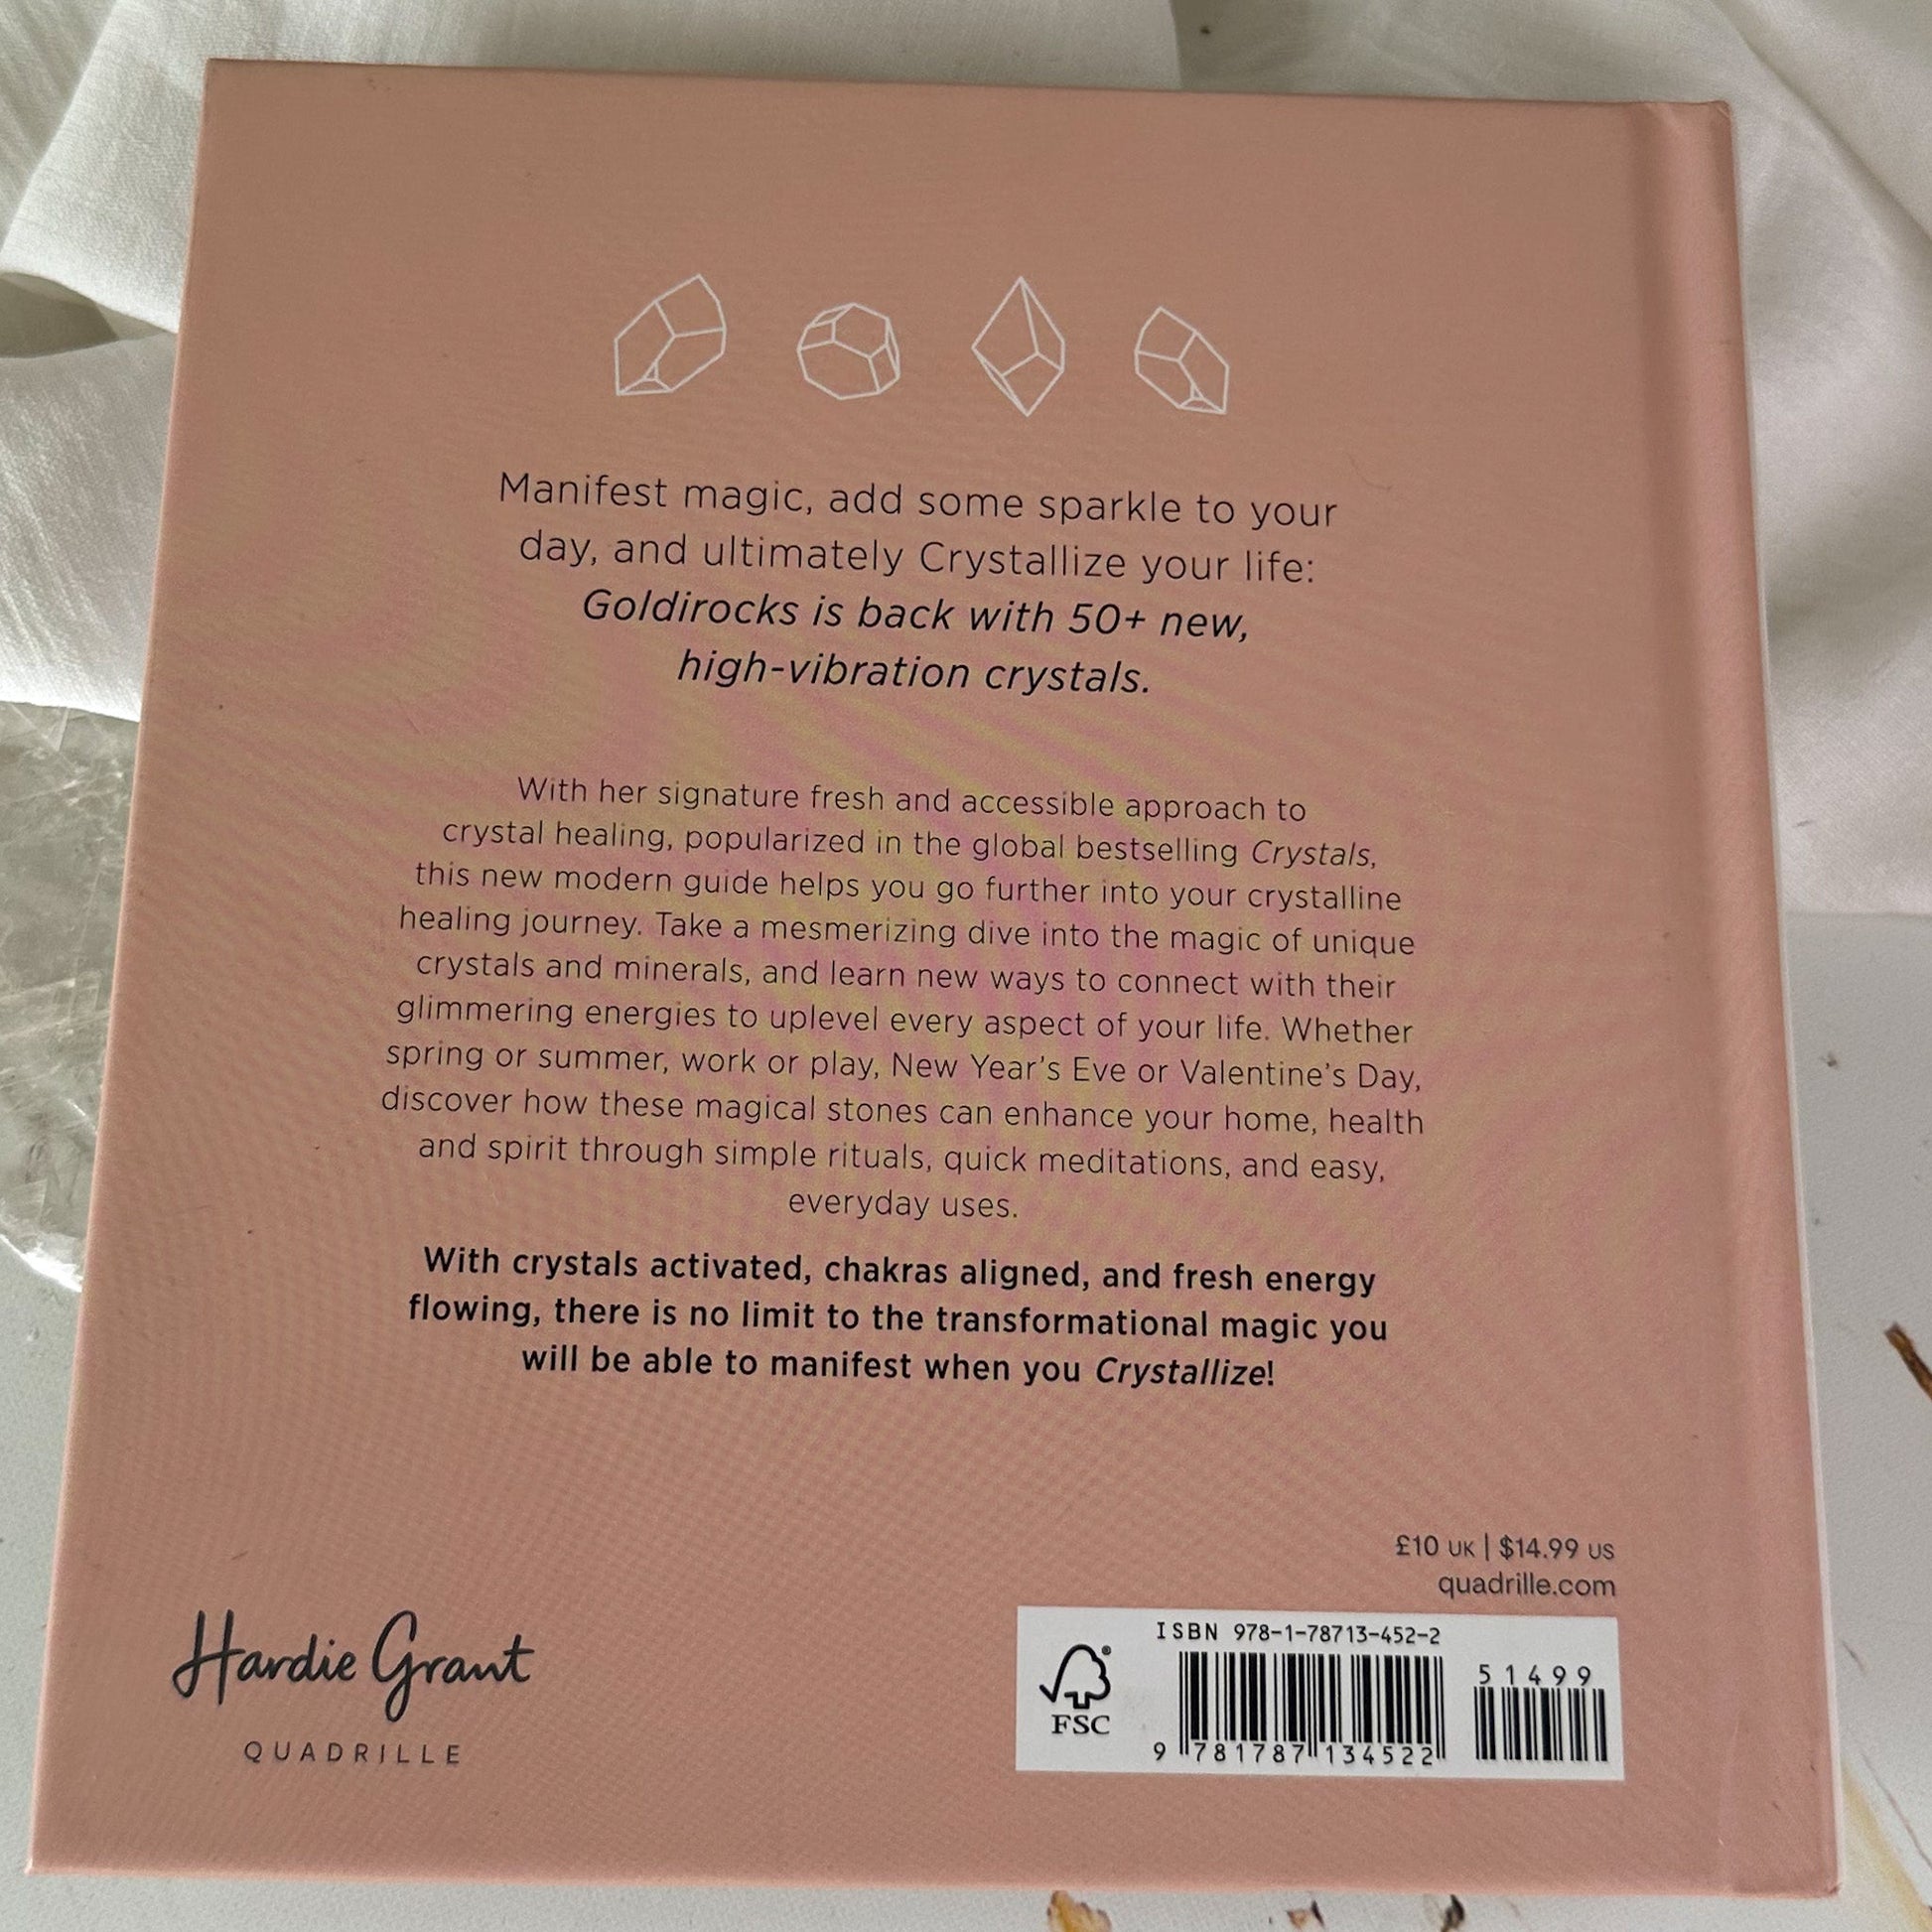 Manifest magic, add some sparkle to your
day, and ultimately Crystallize your life:
Goldirocks is back with 50+ new,
high-vibration crystals.
With her signature fresh and accessible approach to
crystal healing, popularized in the global bestselling Crystals,
this new modern guide helps you go further into your crystalline
healing journey. Take a mesmerizing dive into the magic of unique
crystals and minerals, and learn new ways to connect with their
glimmering energies to uplevel every aspect of your life. Whether
spring or summer, work or play, New Year's Eve or Valentine's Day,
discover how these magical stones can enhance your home, health
and spirit through simple rituals, quick meditations, and easy,
everyday uses.
With crystals activated, chakras aligned, and fresh energy
flowing, there is no limit to the transformational magic you
will be able to manifest when you Crystallize!
£10 UK | $14.99 US
quadrille.com
Hardie Grant
QUADRILLE
ISBN 978-1-78713-452-2
51499
FSC
9 781787 134522